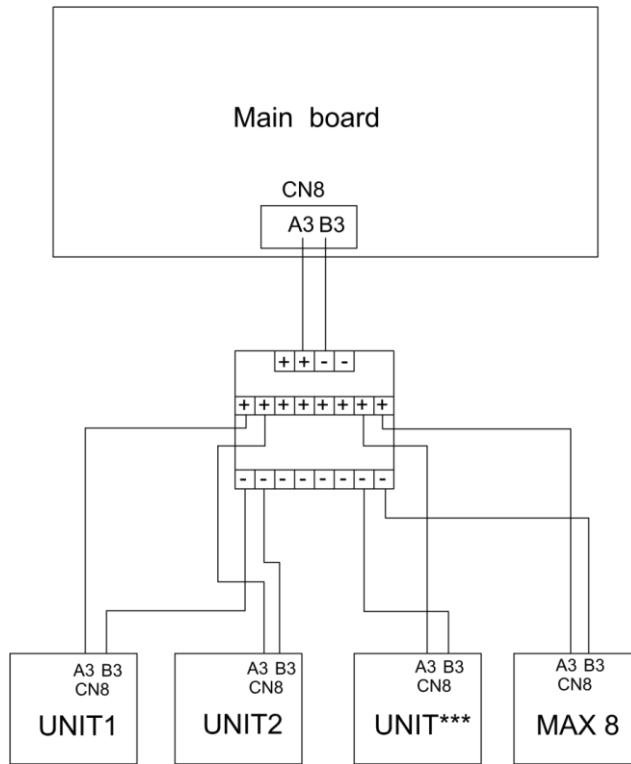 Main board
CN8
A3 B3
+ + - -
+ + + + + + + +
- - - - - - - -
A3 B3
CN8
UNIT1
A3 B3
CN8
UNIT2
A3 B3
CN8
UNIT***
A3 B3
CN8
MAX 8